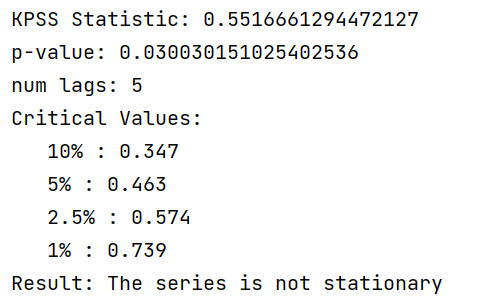 KPSS Statistic: 0.5516661294472127
p-value: 0.030030151025402536
num lags: 5
Critical Values:
   10% : 0.347
   5% : 0.463
   2.5% : 0.574
   1% : 0.739
Result: The series is not stationary